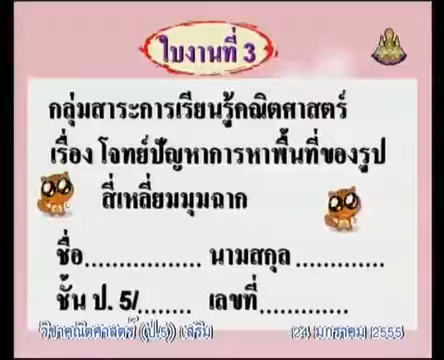 ใบงานที่ 3
กลุ่มสาระการเรียนรู้คณิตศาสตร์
เรื่อง โจทย์ปัญหาการหาพื้นที่ของรูป
สี่เหลี่ยมมุมฉาก
ชื่อ.................. นามสกุล ..............
ชั้น ป. 5/........ เลขที่..............
วิชาคณิตศาสตร์ (ป.5) เสริม 24 มกราคม 2555